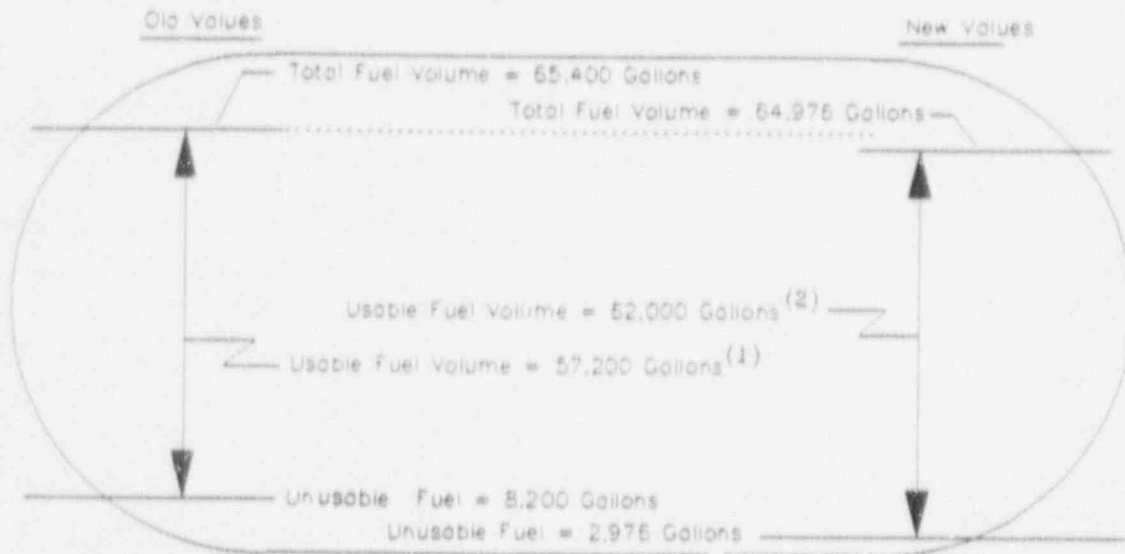 Old Values
New Values
Total Fuel Volume = 65,400 Gallons
Total Fuel Volume = 64,975 Gallons
Usable Fuel Volume = 62,000 Gallons(2)
Usable Fuel Volume = 57,200 Gallons(1)
Unusable Fuel = 8,200 Gallons
Unusable Fuel = 2,975 Gallons